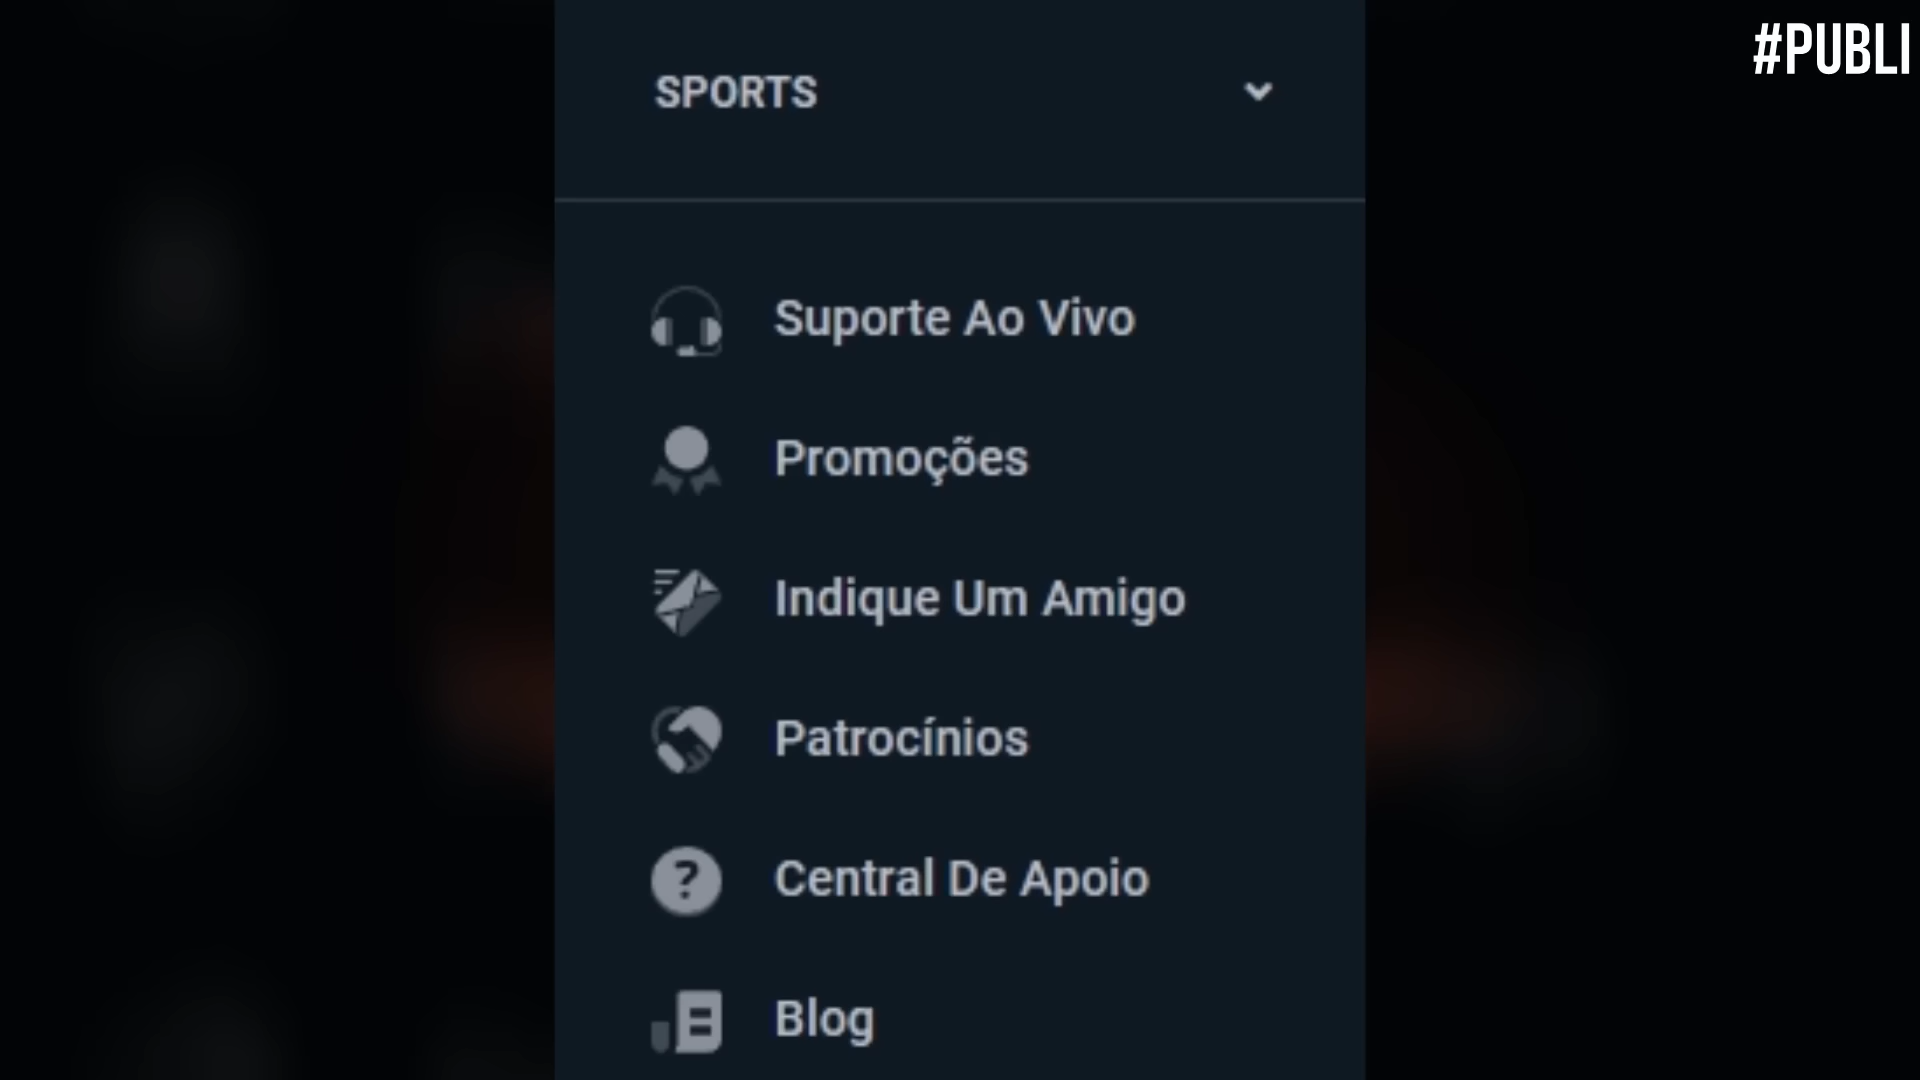 #PUBLI
SPORTS
Suporte Ao Vivo
Promoções
Indique Um Amigo
Patrocínios
Central De Apoio
Blog